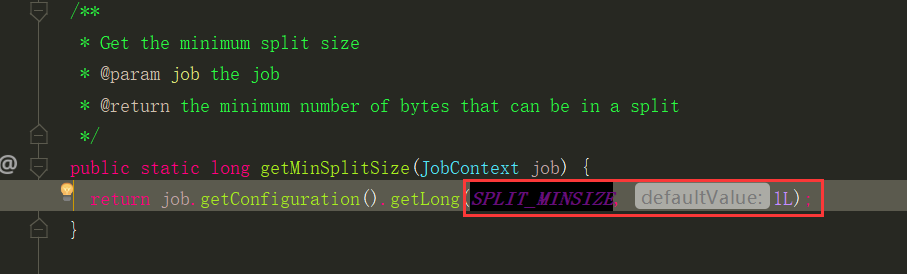 /**
* Get the minimum split size
* @param job the job
* @return the minimum number of bytes that can be in a split
*/
@ public static long getMinSplitSize(JobContext job) {
return job.getConfiguration().getLong(SPLIT_MINSIZE, defaultValue: 1L);
}